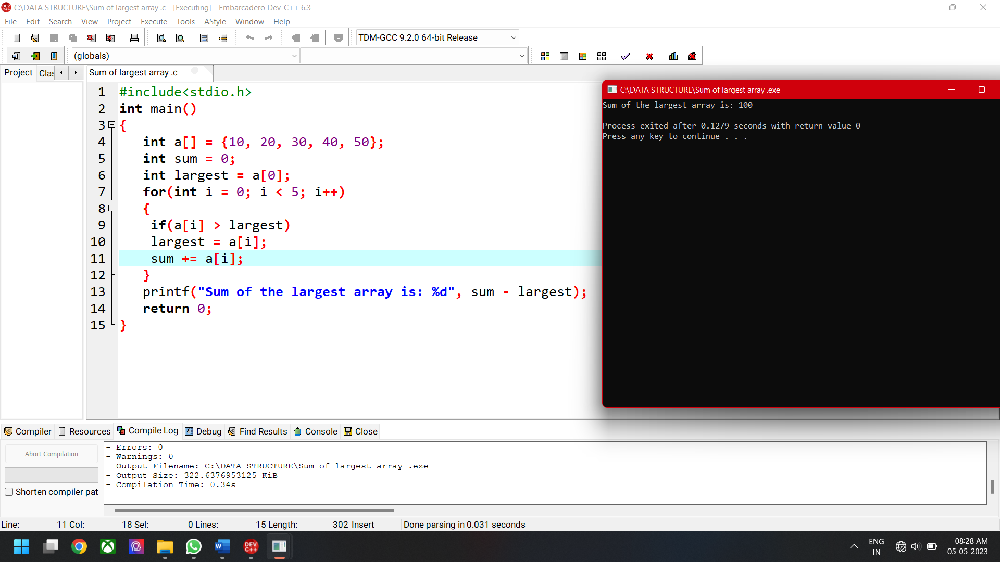 C:\DATA STRUCTURE\Sum of largest array .c - [Executing] - Embarcadero Dev-C++ 6.3
File Edit Search View Project Execute Tools AStyle Window Help
TDM-GCC 9.2.0 64-bit Release
(globals)
Project Clas Sum of largest array .c
1 #include<stdio.h>
2 int main()
3 {
4 int a[] = {10, 20, 30, 40, 50};
5 int sum = 0;
6 int largest = a[0];
7 for(int i = 0; i < 5; i++)
8 {
9 if(a[i] > largest)
10 largest = a[i];
11 sum += a[i];
12 }
13 printf("Sum of the largest array is: %d", sum - largest);
14 return 0;
15 }
C:\DATA STRUCTURE\Sum of largest array .exe
Sum of the largest array is: 100
--------------------------------
Process exited after 0.1279 seconds with return value 0
Press any key to continue . . .
Compiler Resources Compile Log Debug Find Results Console Close
Abort Compilation
Shorten compiler pat
- Errors: 0
- Warnings: 0
- Output Filename: C:\DATA STRUCTURE\Sum of largest array .exe
- Output Size: 322.6376953125 KiB
- Compilation Time: 0.34s
Line: 11 Col: 18 Sel: 0 Lines: 15 Length: 302 Insert Done parsing in 0.031 seconds
DEV C++
ENG
IN
08:28 AM
05-05-2023